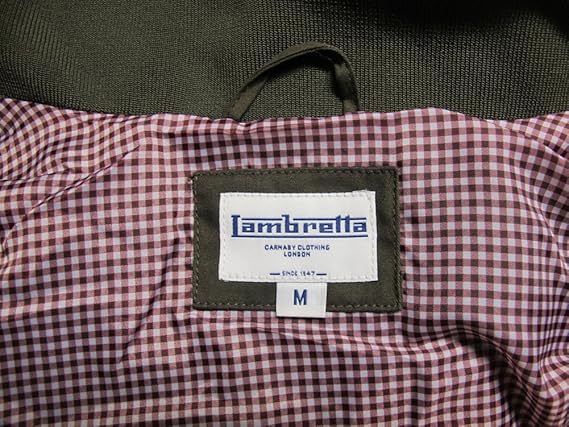 Lambretta
CARNABY CLOTHING
LONDON
SINCE 1947
M